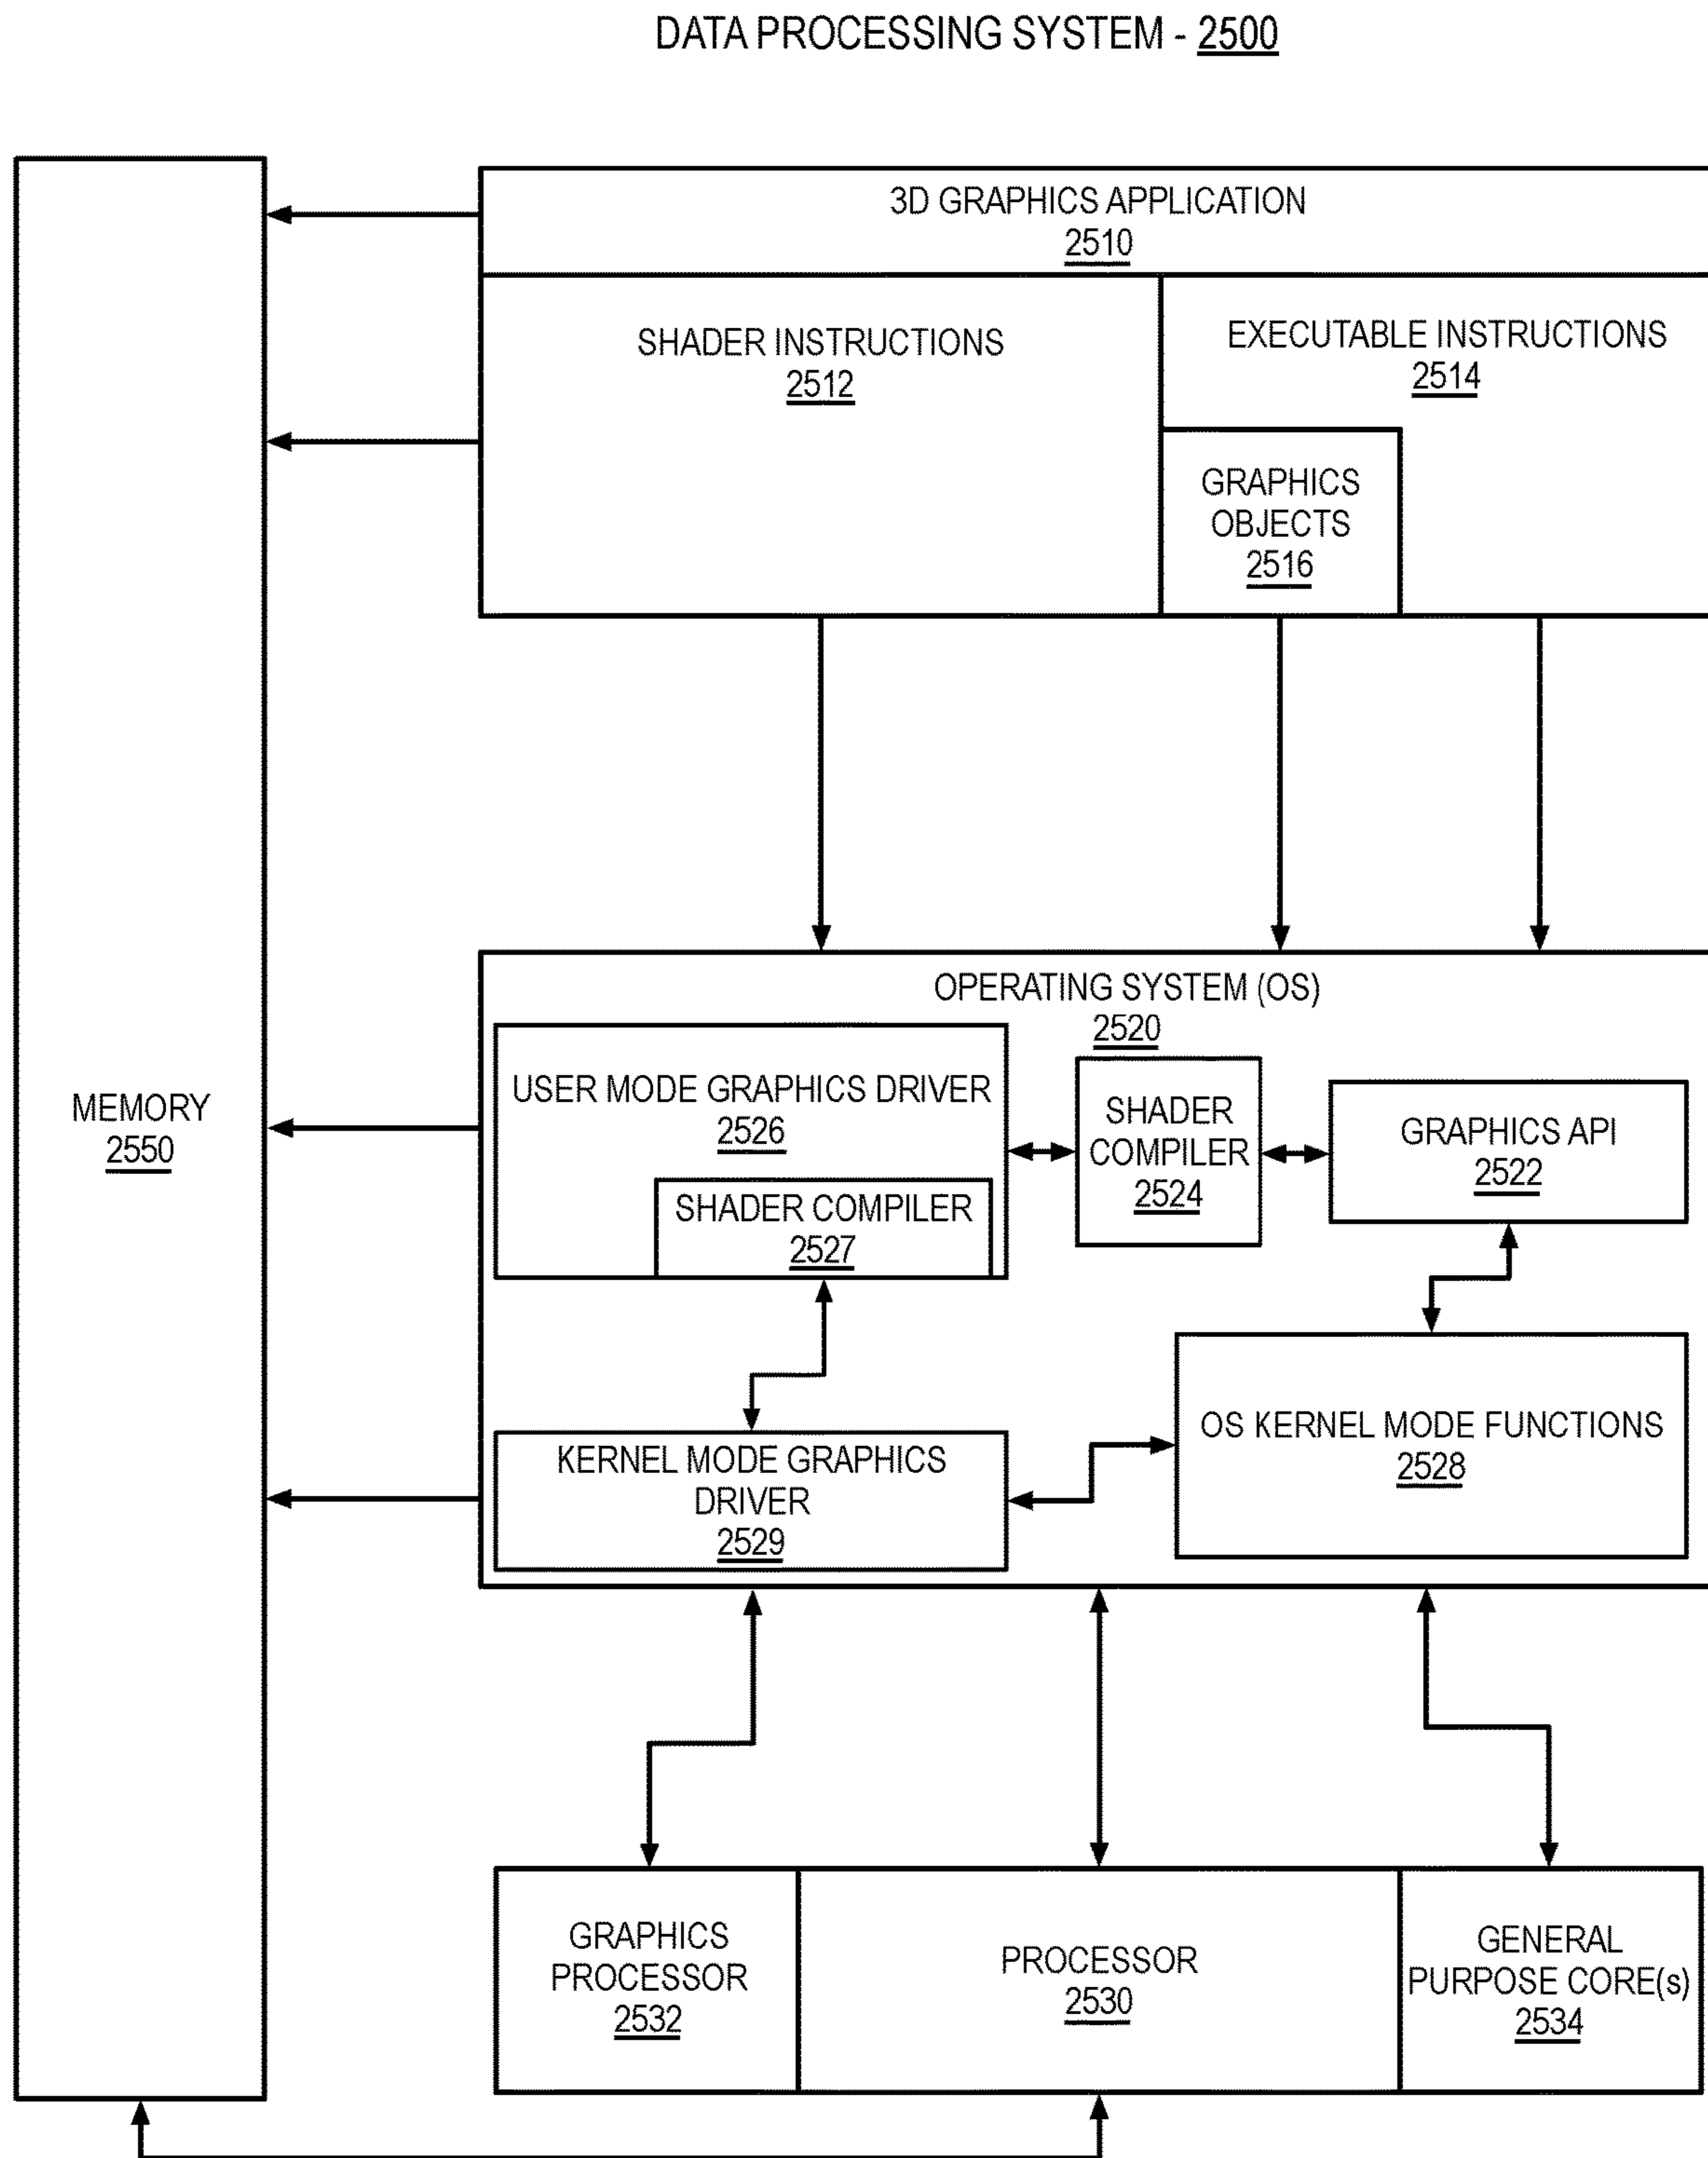 DATA PROCESSING SYSTEM - 2500
3D GRAPHICS APPLICATION
2510
SHADER INSTRUCTIONS
2512
EXECUTABLE INSTRUCTIONS
2514
GRAPHICS
OBJECTS
2516
MEMORY
2550
OPERATING SYSTEM (OS)
2520
USER MODE GRAPHICS DRIVER
2526
SHADER COMPILER
2527
SHADER
COMPILER
2524
GRAPHICS API
2522
KERNEL MODE GRAPHICS
DRIVER
2529
OS KERNEL MODE FUNCTIONS
2528
GRAPHICS
PROCESSOR
2532
PROCESSOR
2530
GENERAL
PURPOSE CORE(s)
2534